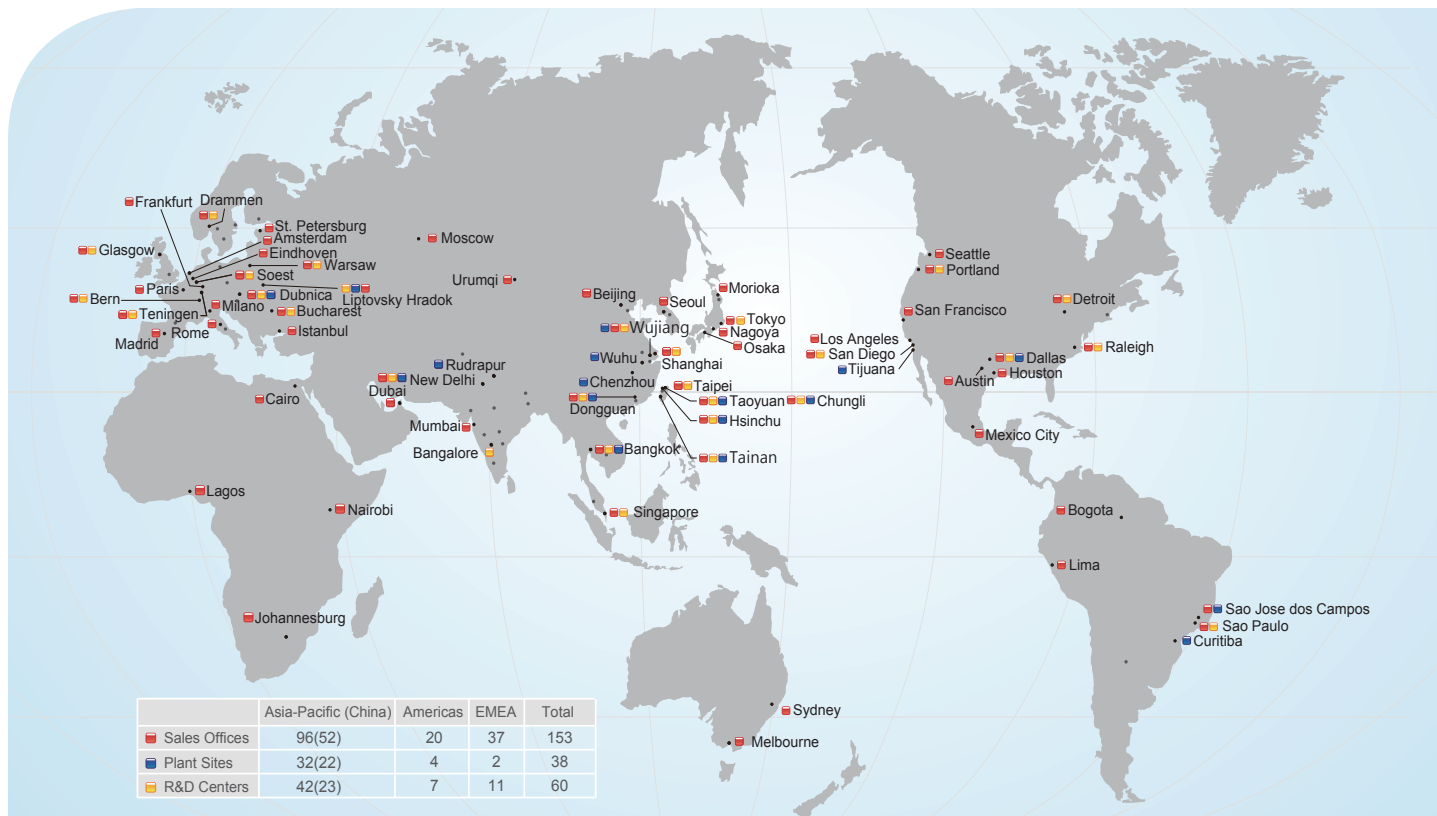 Frankfurt
Drammen
St. Petersburg
Amsterdam
Eindhoven
Glasgow
Warsaw
Soest
Paris
Dubnica
Liptovsky Hradok
Bern
Milano
Bucharest
Teningen
Rome
Istanbul
Madrid
Moscow
Urumqi
Beijing
Seoul
Morioka
Tokyo
Nagoya
Osaka
Wujiang
Shanghai
Wuhu
Chenzhou
Rudrapur
New Delhi
Dubai
Cairo
Mumbai
Bangalore
Dongguan
Taipei
Taoyuan
Chungli
Hsinchu
Tainan
Bangkok
Singapore
Lagos
Nairobi
Johannesburg
Sydney
Melbourne
Seattle
Portland
San Francisco
Los Angeles
San Diego
Tijuana
Detroit
Raleigh
Dallas
Houston
Austin
Mexico City
Bogota
Lima
Sao Jose dos Campos
Sao Paulo
Curitiba
Asia-Pacific (China) Americas EMEA Total
Sales Offices 96(52) 20 37 153
Plant Sites 32(22) 4 2 38
R&D Centers 42(23) 7 11 60